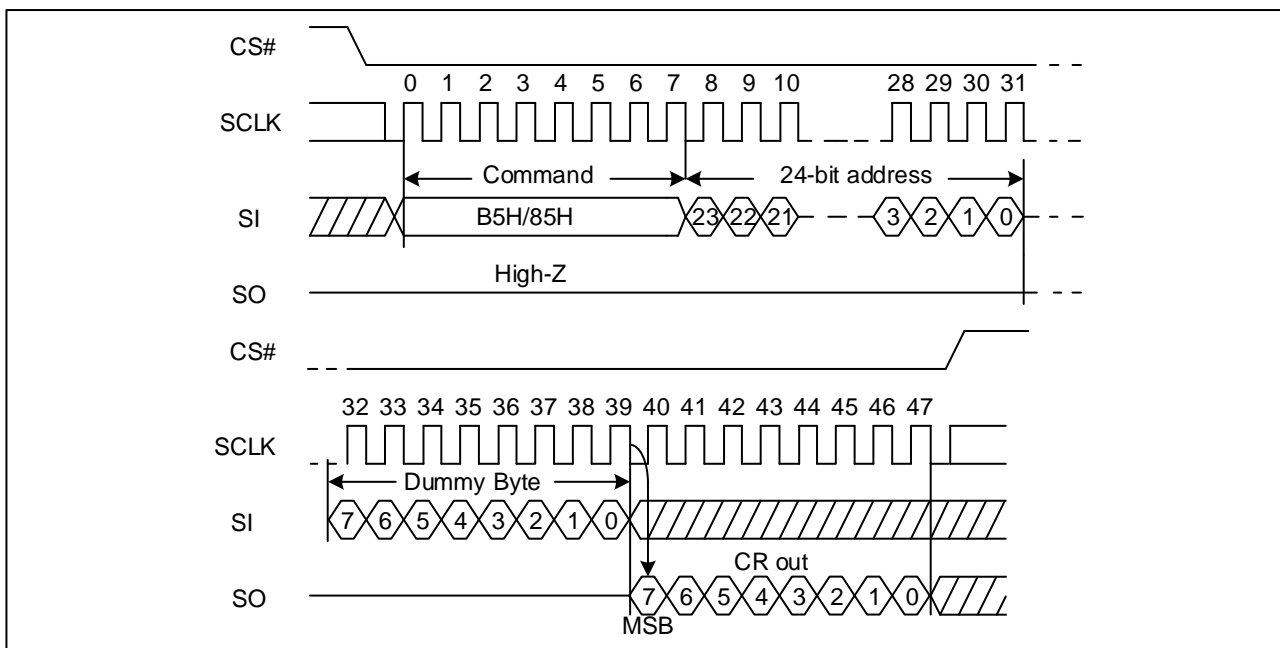 CS#
0 1 2 3 4 5 6 7 8 9 10 28 29 30 31
SCLK
Command 24-bit address
SI B5H/85H 23 22 21 3 2 1 0
High-Z
SO
CS#
32 33 34 35 36 37 38 39 40 41 42 43 44 45 46 47
SCLK
Dummy Byte
SI 7 6 5 4 3 2 1 0
CR out
SO 7 6 5 4 3 2 1 0
MSB